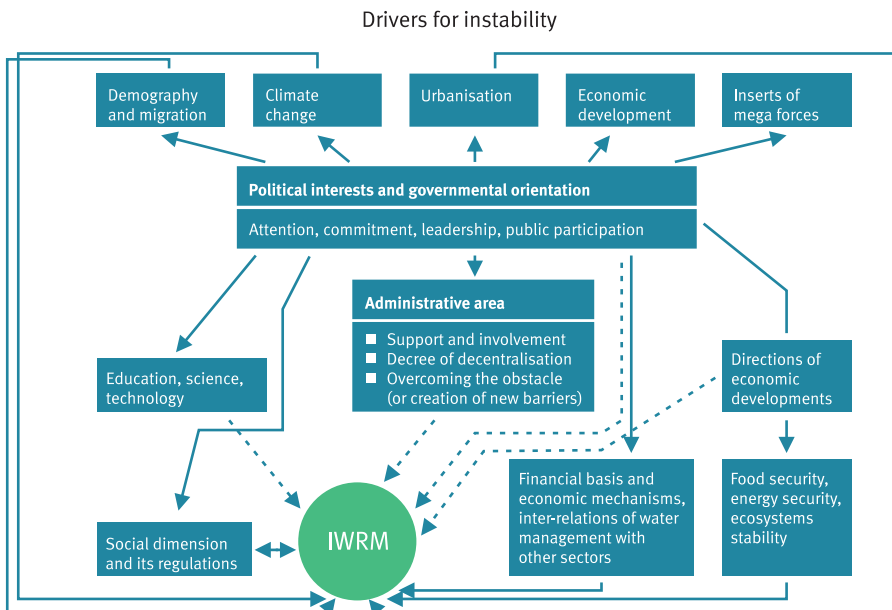 Drivers for instability
Demography
and migration
Climate
change
Urbanisation
Economic
development
Inserts of
mega forces
Political interests and governmental orientation
Attention, commitment, leadership, public participation
Administrative area
Support and involvement
Decree of decentralisation
Overcoming the obstacle
(or creation of new barriers)
Education, science,
technology
Directions of
economic
developments
Financial basis and
economic mechanisms,
inter-relations of water
management with
other sectors
Food security,
energy security,
ecosystems
stability
Social dimension
and its regulations
IWRM